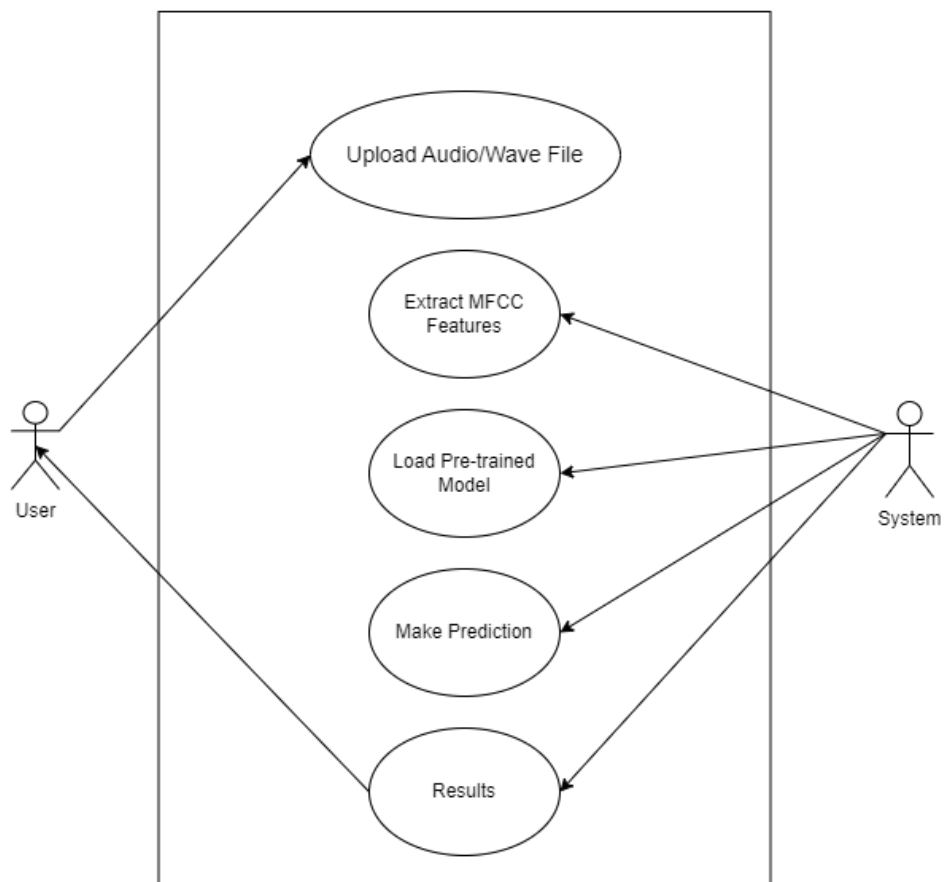 Upload Audio/Wave File
Extract MFCC
Features
Load Pre-trained
Model
User
System
Make Prediction
Results